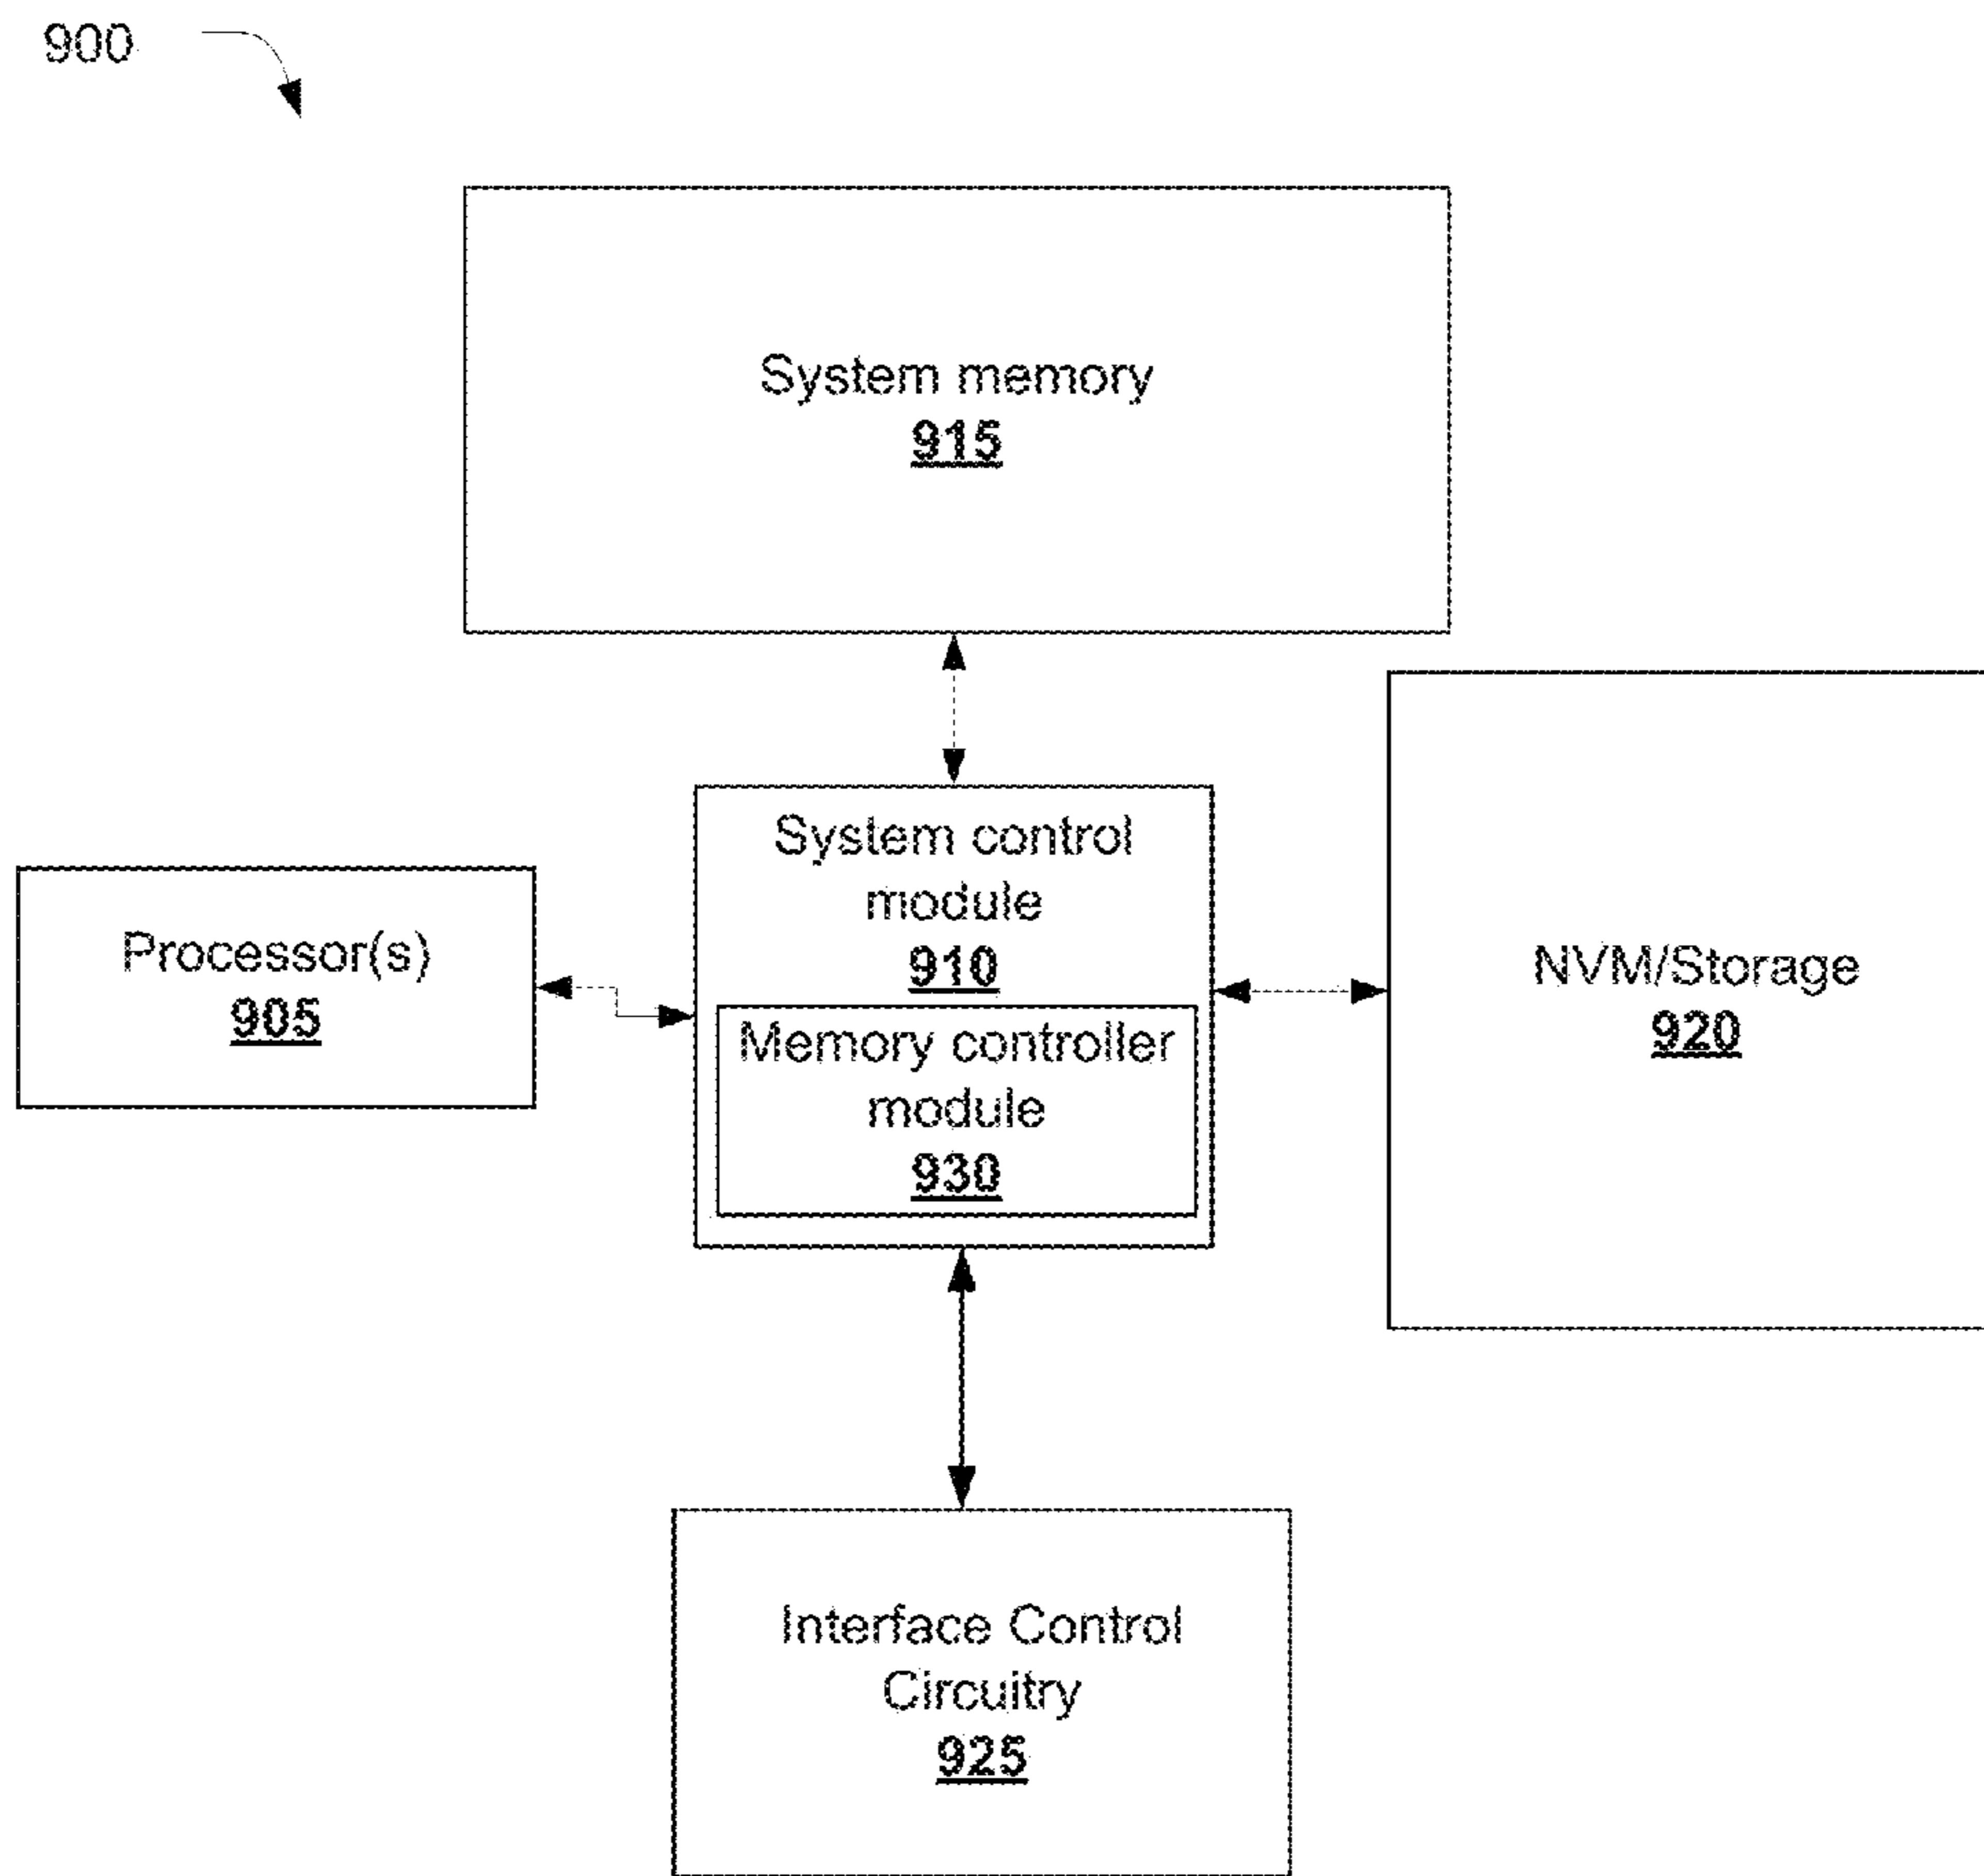 900
System memory
915
System control
module
910
Processor(s)
905
Memory controller
module
930
NVM/Storage
920
Interface Control
Circuitry
925